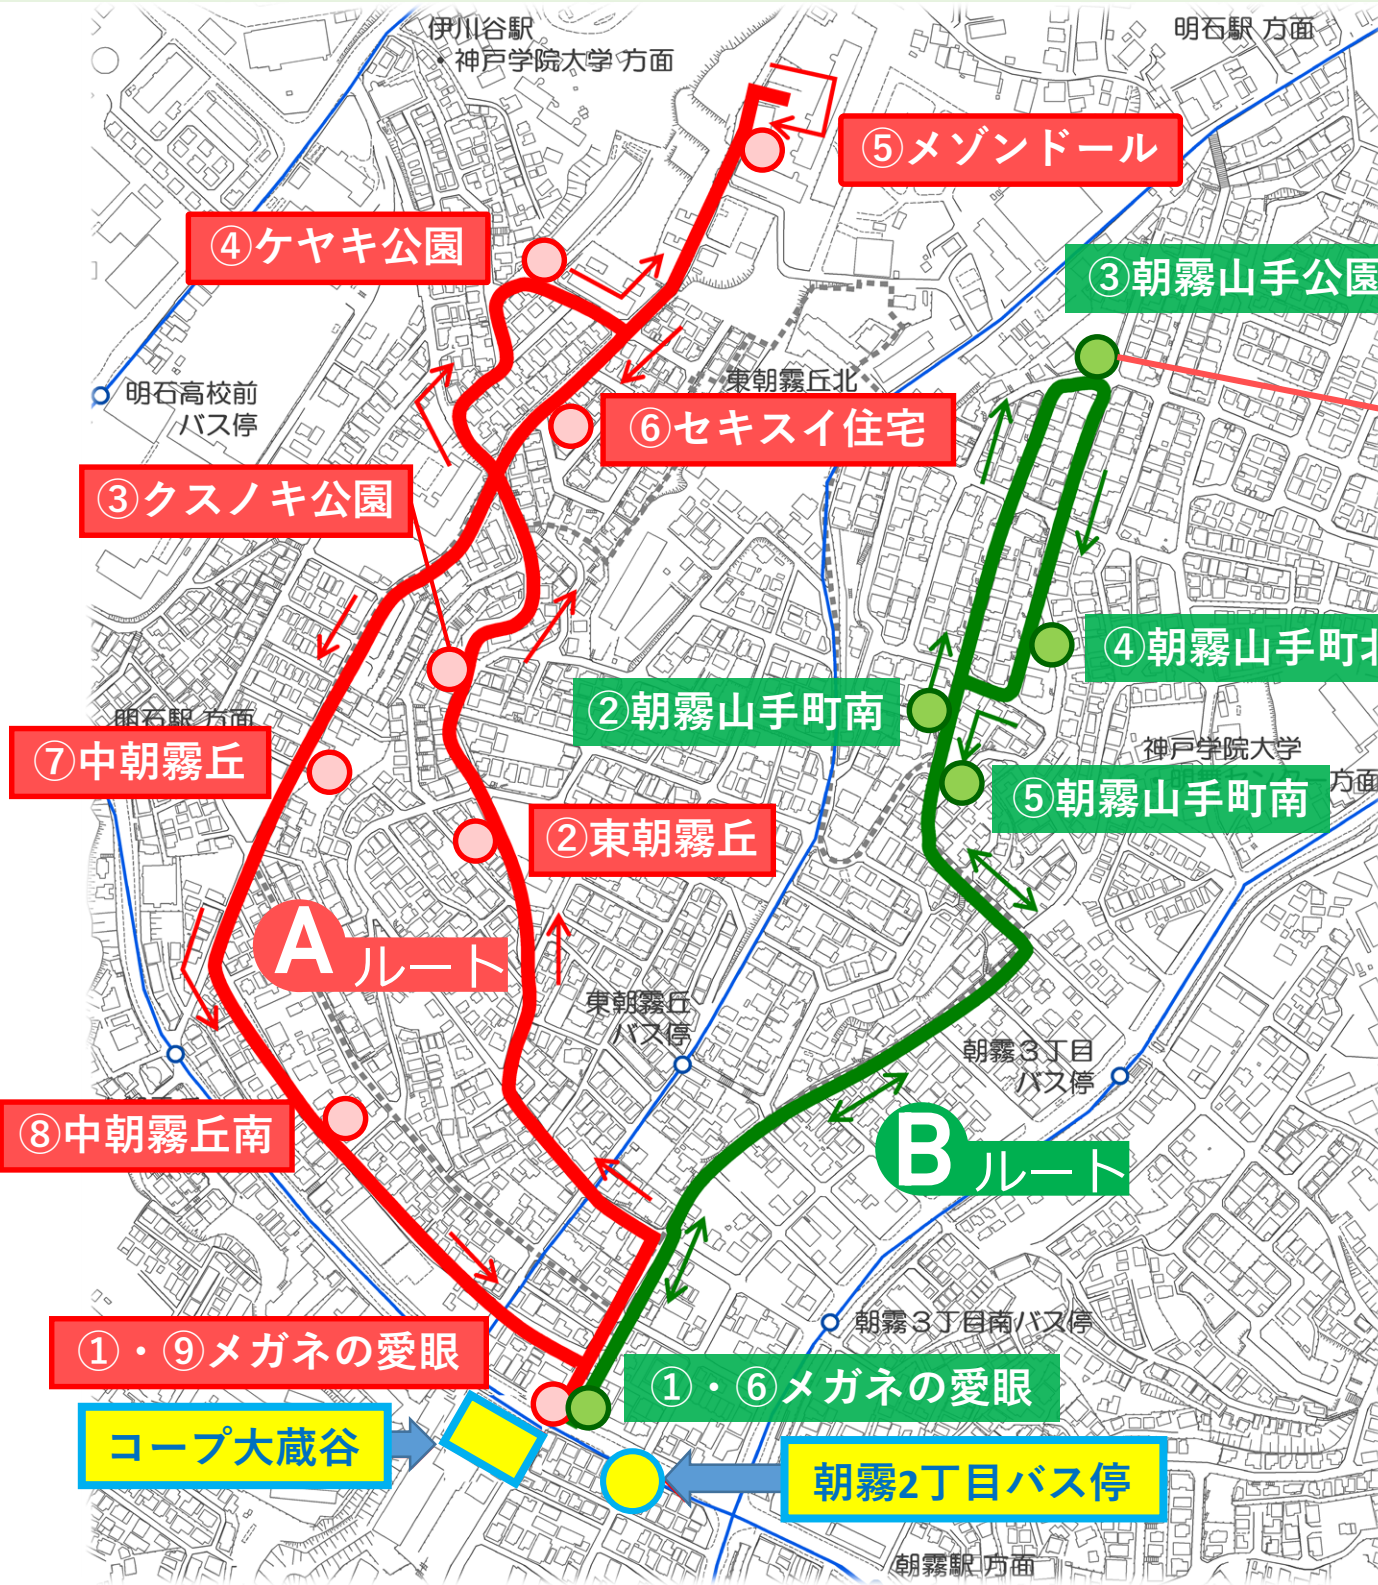 伊川谷駅
・神戸学院大学 方面
明石駅 方面
⑤メゾンドール
④ケヤキ公園
③朝霧山手公園
明石高校前
バス停
東朝霧丘北
⑥セキスイ住宅
③クスノキ公園
④朝霧山手町北
②朝霧山手町南
明石駅 方面
⑦中朝霧丘
神戸学院大学
方面
⑤朝霧山手町南
②東朝霧丘
A ルート
東朝霧丘
バス停
朝霧3丁目
バス停
⑧中朝霧丘南
B ルート
朝霧3丁目南バス停
①・⑨メガネの愛眼
①・⑥メガネの愛眼
コープ大蔵谷
朝霧2丁目バス停
朝霧駅 方面